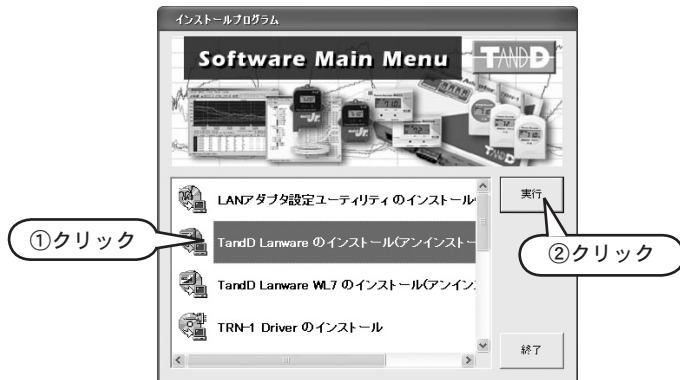 インストールプログラム
Software Main Menu
TANDD
LANアダプタ設定ユーティリティのインストール
TandD Lanware のインストール(アンインストー
TandD Lanware WL7 のインストール(アンイン
TRN-1 Driver のインストール
実行
終了
①クリック
②クリック